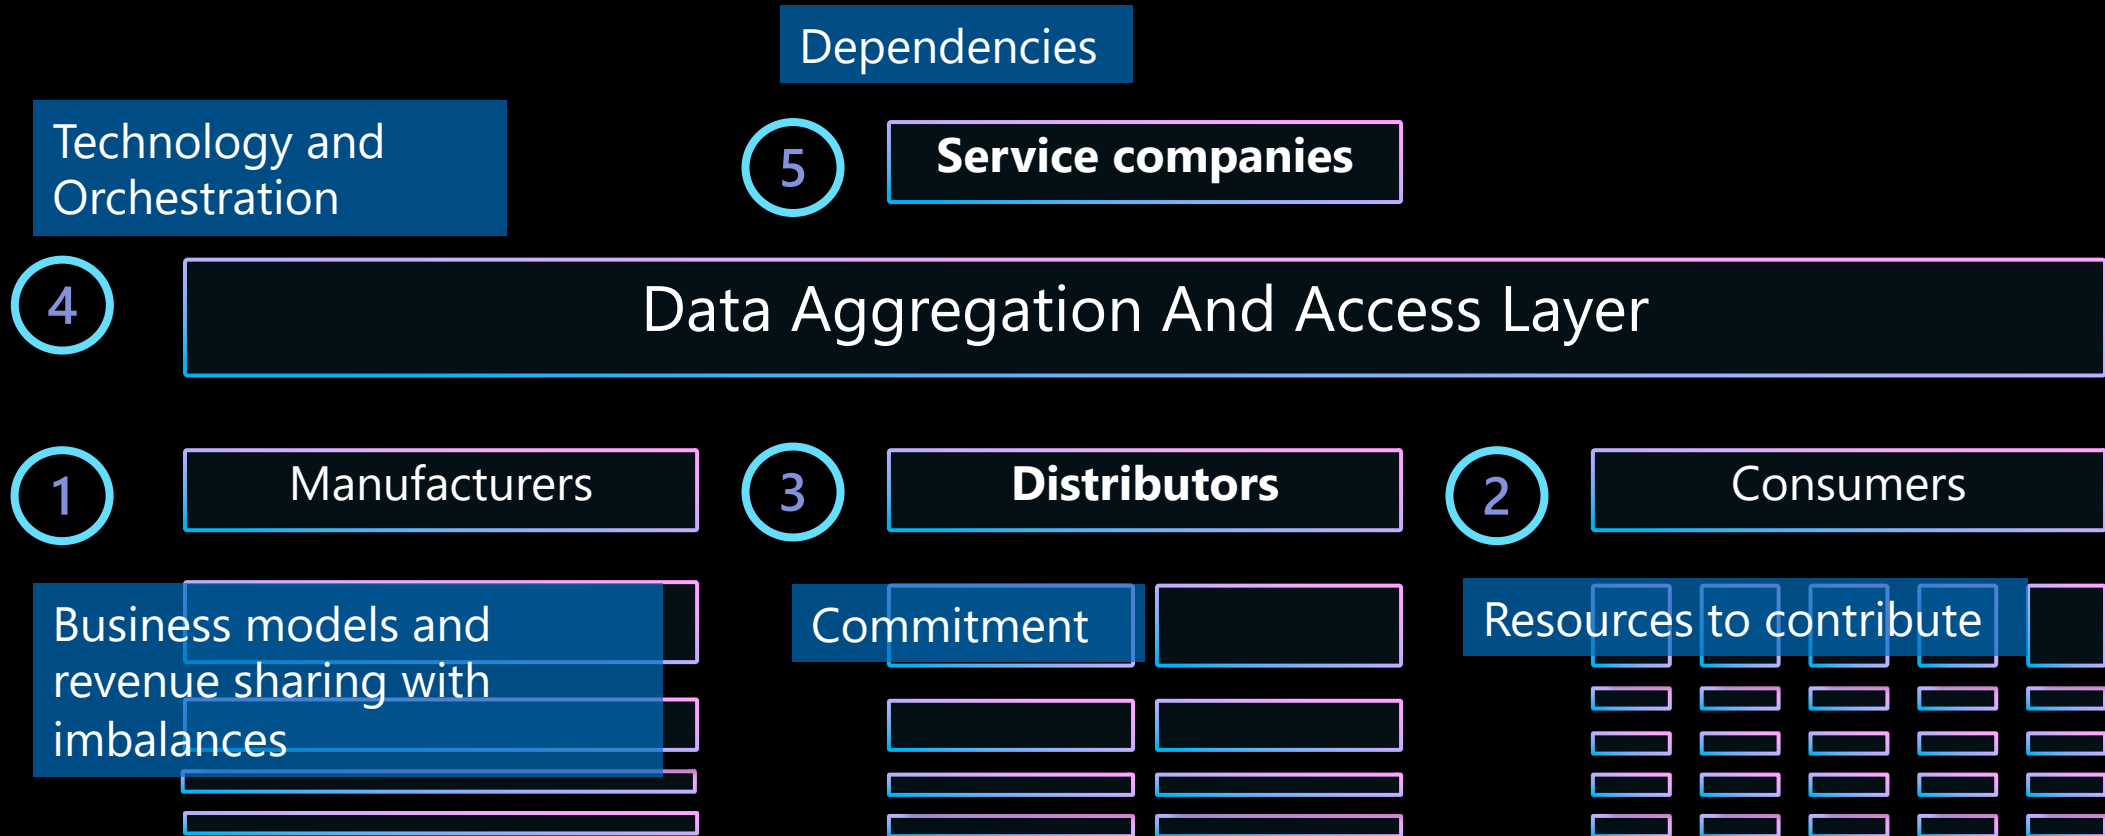 Dependencies
Technology and
Orchestration
5
Service companies
4
Data Aggregation And Access Layer
1
Manufacturers
3
Distributors
2
Consumers
Business models and
revenue sharing with
imbalances
Commitment
Resources to contribute